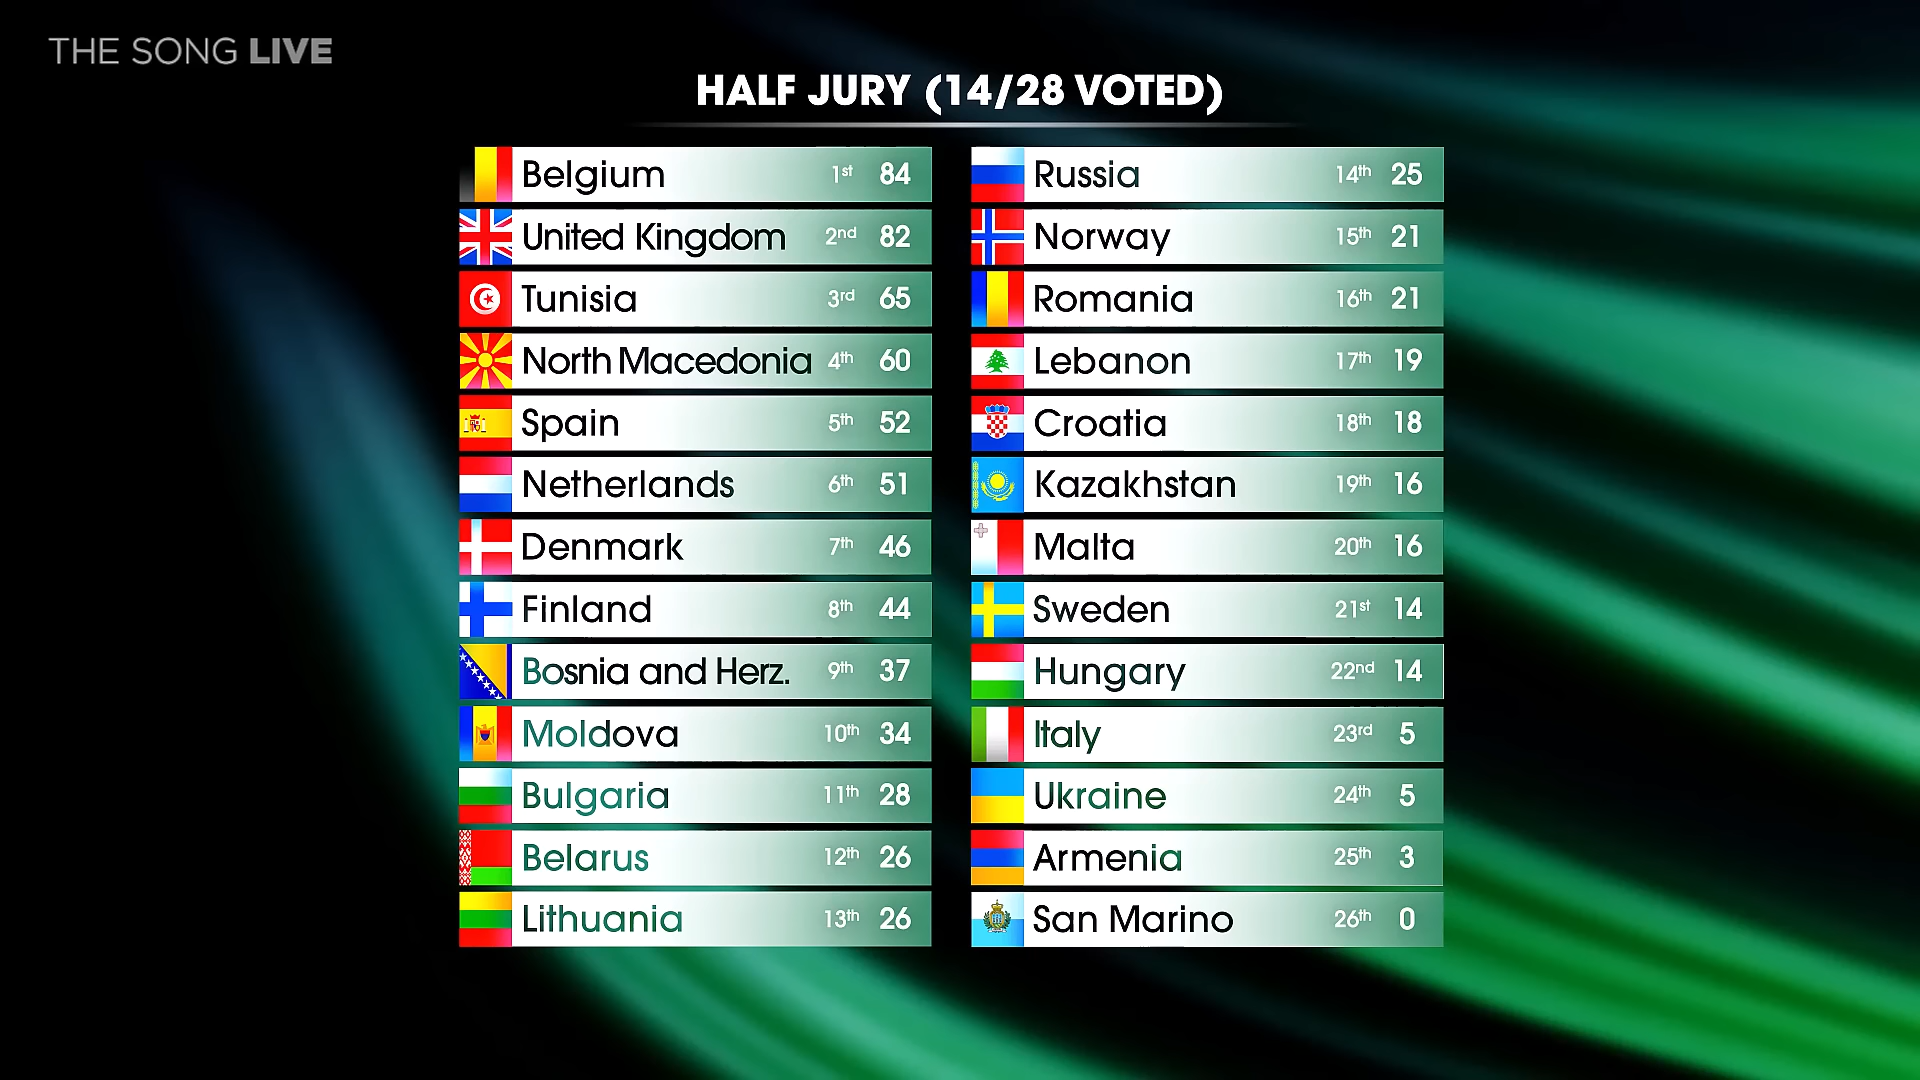 THE SONG LIVE
HALF JURY (14/28 VOTED)
Belgium 1st 84
United Kingdom 2nd 82
Tunisia 3rd 65
North Macedonia 4th 60
Spain 5th 52
Netherlands 6th 51
Denmark 7th 46
Finland 8th 44
Bosnia and Herz. 9th 37
Moldova 10th 34
Bulgaria 11th 28
Belarus 12th 26
Lithuania 13th 26
Russia 14th 25
Norway 15th 21
Romania 16th 21
Lebanon 17th 19
Croatia 18th 18
Kazakhstan 19th 16
Malta 20th 16
Sweden 21st 14
Hungary 22nd 14
Italy 23rd 5
Ukraine 24th 5
Armenia 25th 3
San Marino 26th 0